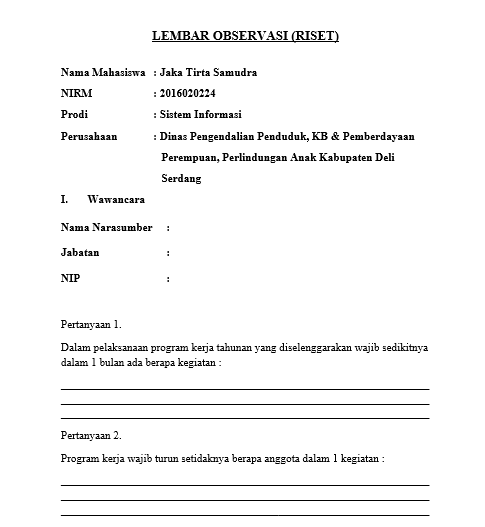 LEMBAR OBSERVASI (RISET)
Nama Mahasiswa : Jaka Tirta Samudra
NIRM : 2016020224
Prodi : Sistem Informasi
Perusahaan : Dinas Pengendalian Penduduk, KB & Pemberdayaan
Perempuan, Perlindungan Anak Kabupaten Deli
Serdang
I. Wawancara
Nama Narasumber :
Jabatan :
NIP :
Pertanyaan 1.
Dalam pelaksanaan program kerja tahunan yang diselenggarakan wajib sedikitnya
dalam 1 bulan ada berapa kegiatan :
Pertanyaan 2.
Program kerja wajib turun setidaknya berapa anggota dalam 1 kegiatan :